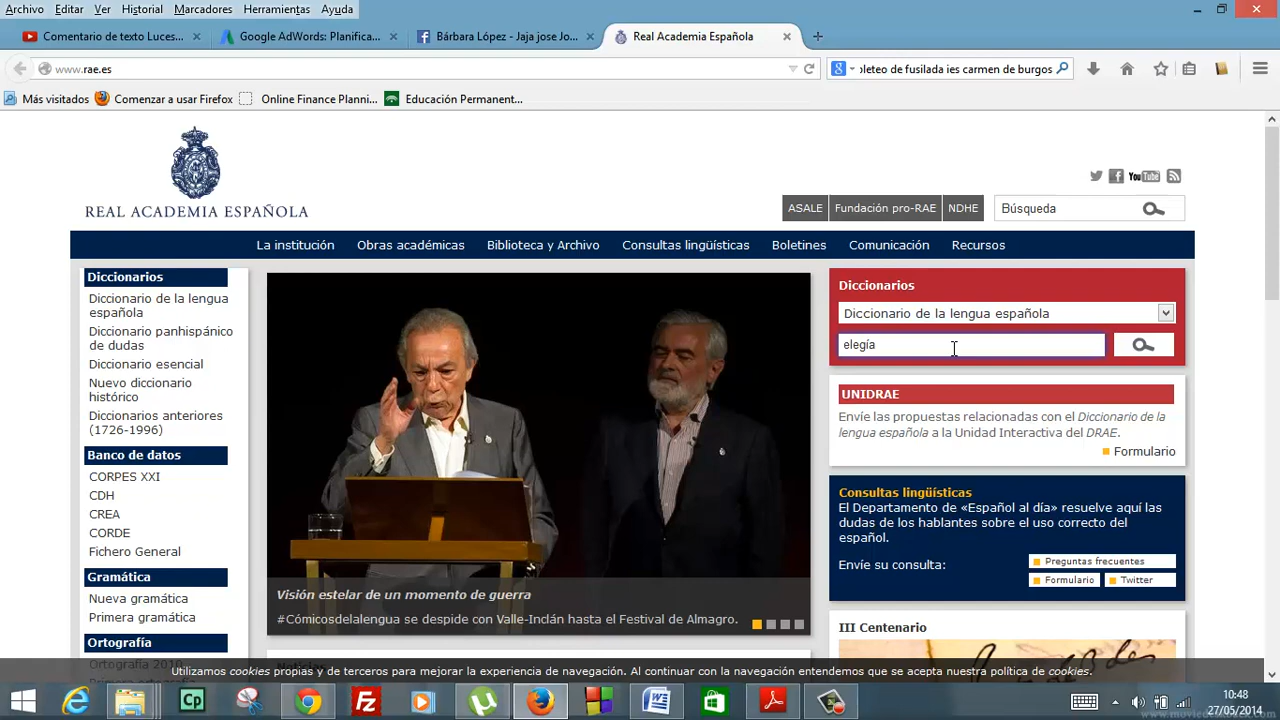 Archivo Editar Ver Historial Marcadores Herramientas Ayuda
Comentario de texto Luces... Google AdWords: Planifica... Bárbara López - Jaja jose Jo... Real Academia Española
www.rae.es
pleteo de fusilada ies carmen de burgos
Más visitados Comenzar a usar Firefox Online Finance Planni... Educación Permanent...
REAL ACADEMIA ESPAÑOLA
You Tube
ASALE Fundación pro-RAE NDHE Búsqueda
La institución Obras académicas Biblioteca y Archivo Consultas lingüísticas Boletines Comunicación Recursos
Diccionarios
Diccionario de la lengua
española
Diccionario panhispánico
de dudas
Diccionario esencial
Nuevo diccionario
histórico
Diccionarios anteriores
(1726-1996)
Banco de datos
CORPES XXI
CDH
CREA
CORDE
Fichero General
Gramática
Nueva gramática
Primera gramática
Ortografía
Ortografía 2010
Visión estelar de un momento de guerra
#Cómicosdelalengua se despide con Valle-Inclán hasta el Festival de Almagro.
Noticias
Diccionarios
Diccionario de la lengua española
elegía
UNIDRAE
Envíe las propuestas relacionadas con el Diccionario de la
lengua española a la Unidad Interactiva del DRAE.
Formulario
Consultas lingüísticas
El Departamento de «Español al día» resuelve aquí las
dudas de los hablantes sobre el uso correcto del
español.
Envíe su consulta:
Preguntas frecuentes
Formulario Twitter
III Centenario
Utilizamos cookies propias y de terceros para mejorar la experiencia de navegación. Al continuar con la navegación entendemos que se acepta nuestra política de cookies.
10:48
27/05/2014